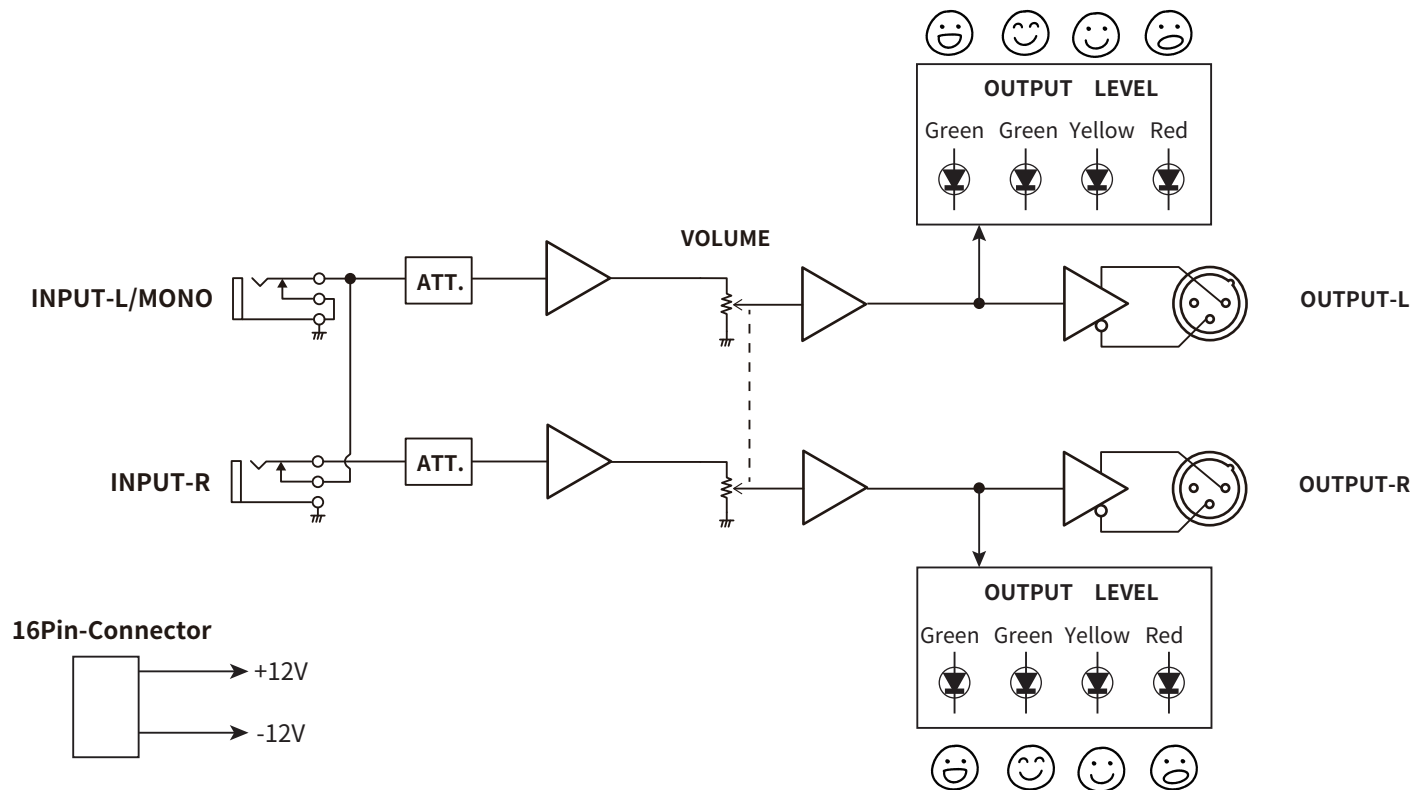 OUTPUT LEVEL
Green Green Yellow Red
VOLUME
INPUT-L/MONO
ATT.
OUTPUT-L
INPUT-R
ATT.
OUTPUT-R
OUTPUT LEVEL
Green Green Yellow Red
16Pin-Connector
+12V
-12V